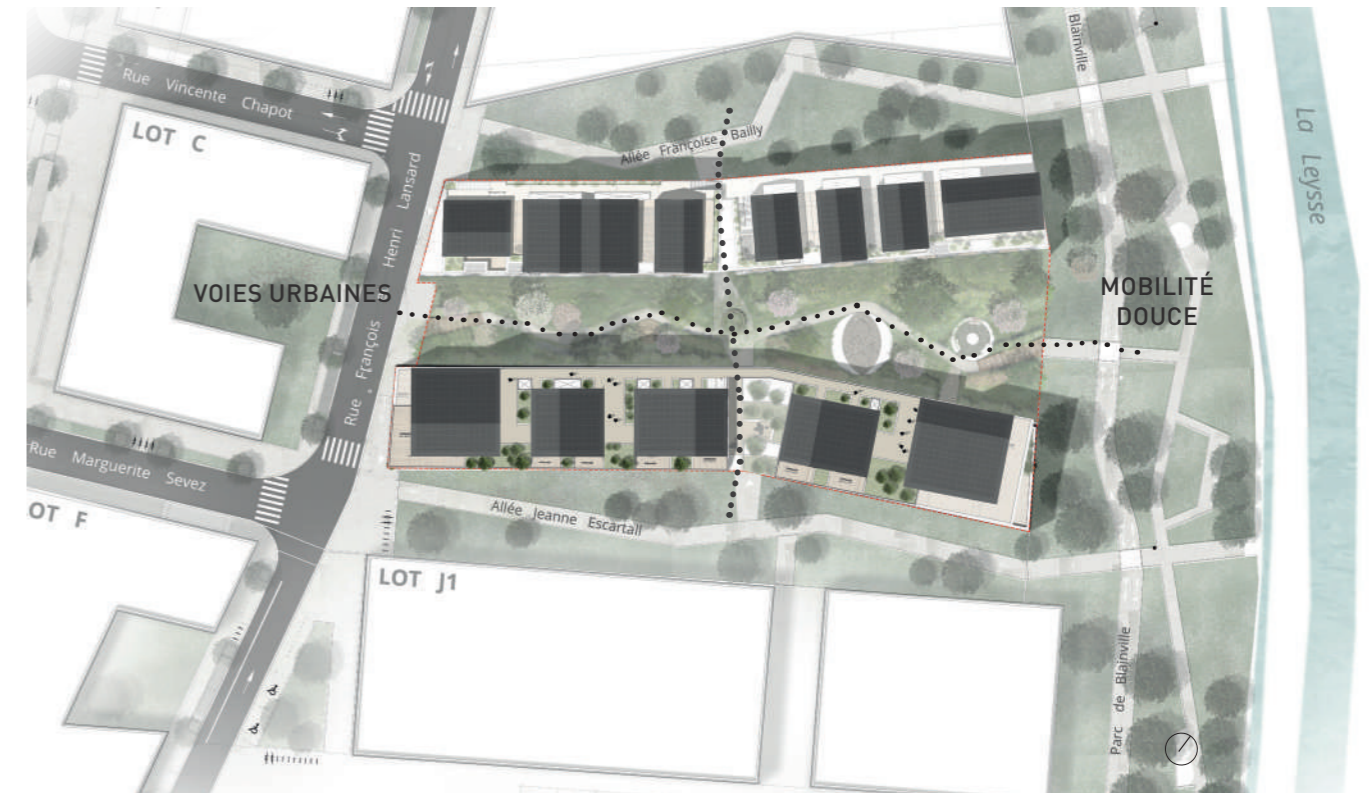 Rue Vincente Chapot
LOT C
Blainville
La Leysse
Allée Françoise Bailly
Rue François Henri Lansard
VOIES URBAINES
MOBILITÉ
DOUCE
Rue Marguerite Sevez
OT F
Allée Jeanne Escartall
LOT J1
Parc de Blainville